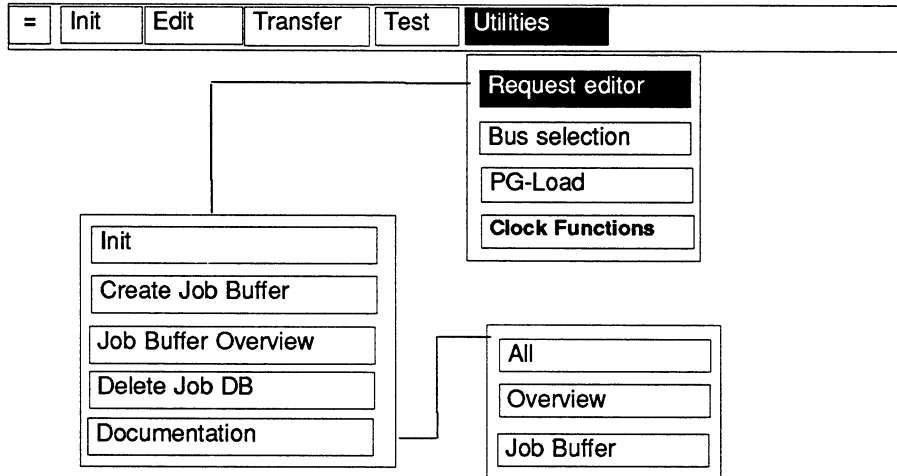 = Init Edit Transfer Test Utilities
Request editor
Bus selection
PG-Load
Clock Functions
Init
Create Job Buffer
Job Buffer Overview
Delete Job DB
Documentation
All
Overview
Job Buffer